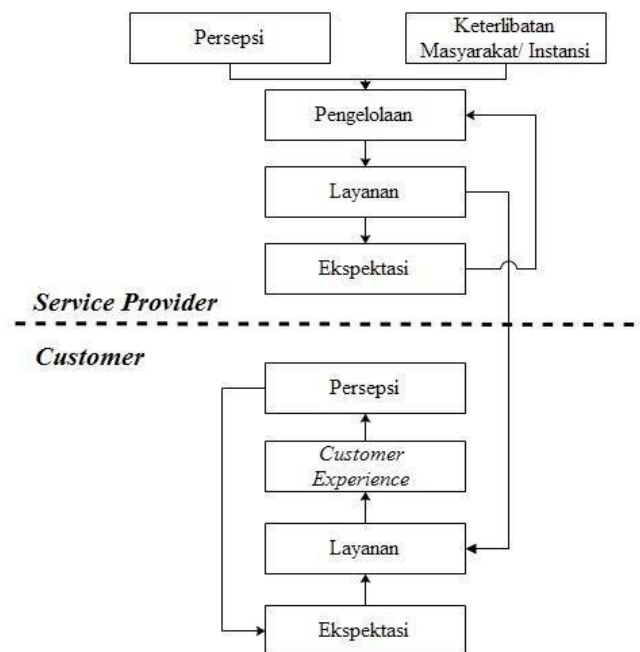 Persepsi
Keterlibatan
Masyarakat/ Instansi
Pengelolaan
Layanan
Ekspektasi
Service Provider
Customer
Persepsi
Customer
Experience
Layanan
Ekspektasi